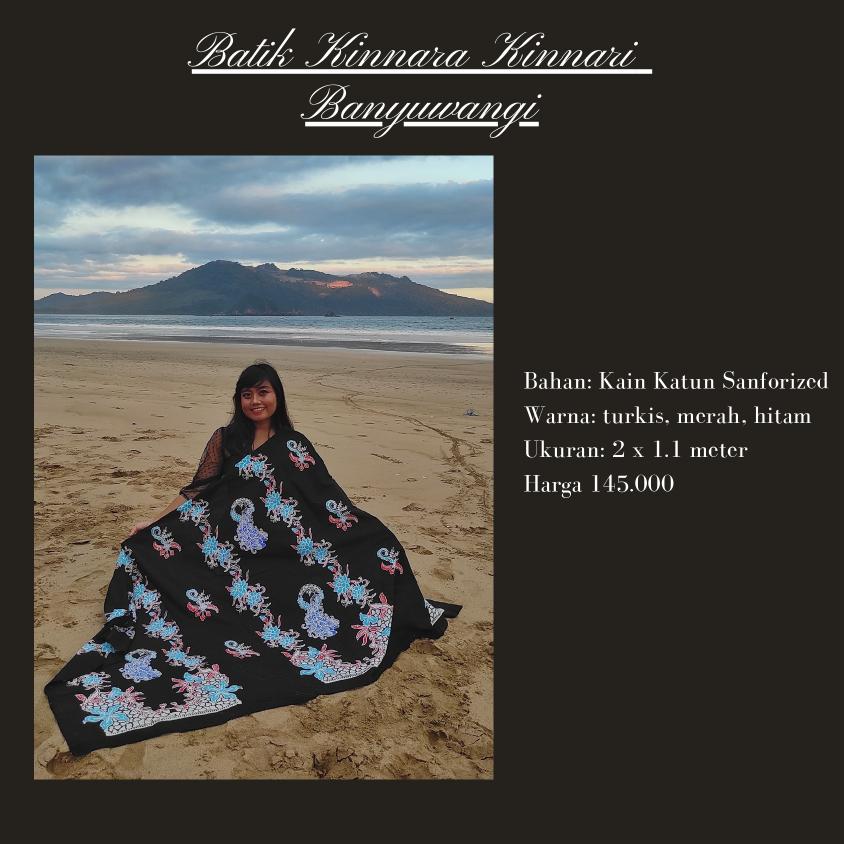 Batik Kinnara Kinnari
Banyuwangi
Bahan: Kain Katun Sanforized
Warna: turkis, merah, hitam
Ukuran: 2 x 1.1 meter
Harga 145.000